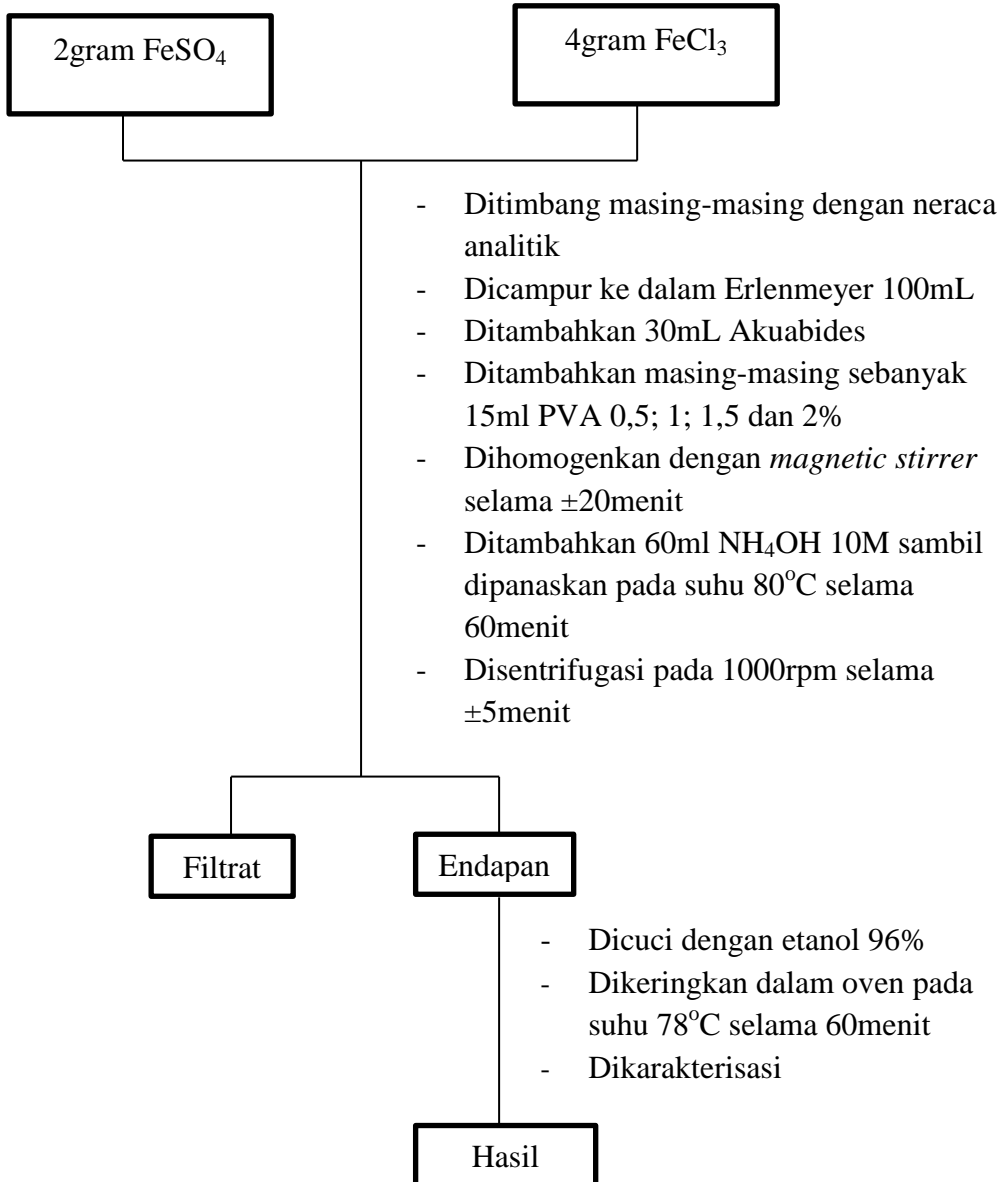 2gram FeSO₄
4gram FeCl₃
- Ditimbang masing-masing dengan neraca
analitik
- Dicampur ke dalam Erlenmeyer 100mL
- Ditambahkan 30mL Akuabides
- Ditambahkan masing-masing sebanyak
15ml PVA 0,5; 1; 1,5 dan 2%
- Dihomogenkan dengan magnetic stirrer
selama ±20menit
- Ditambahkan 60ml NH₄OH 10M sambil
dipanaskan pada suhu 80°C selama
60menit
- Disentrifugasi pada 1000rpm selama
±5menit
Filtrat
Endapan
- Dicuci dengan etanol 96%
- Dikeringkan dalam oven pada
suhu 78°C selama 60menit
- Dikarakterisasi
Hasil